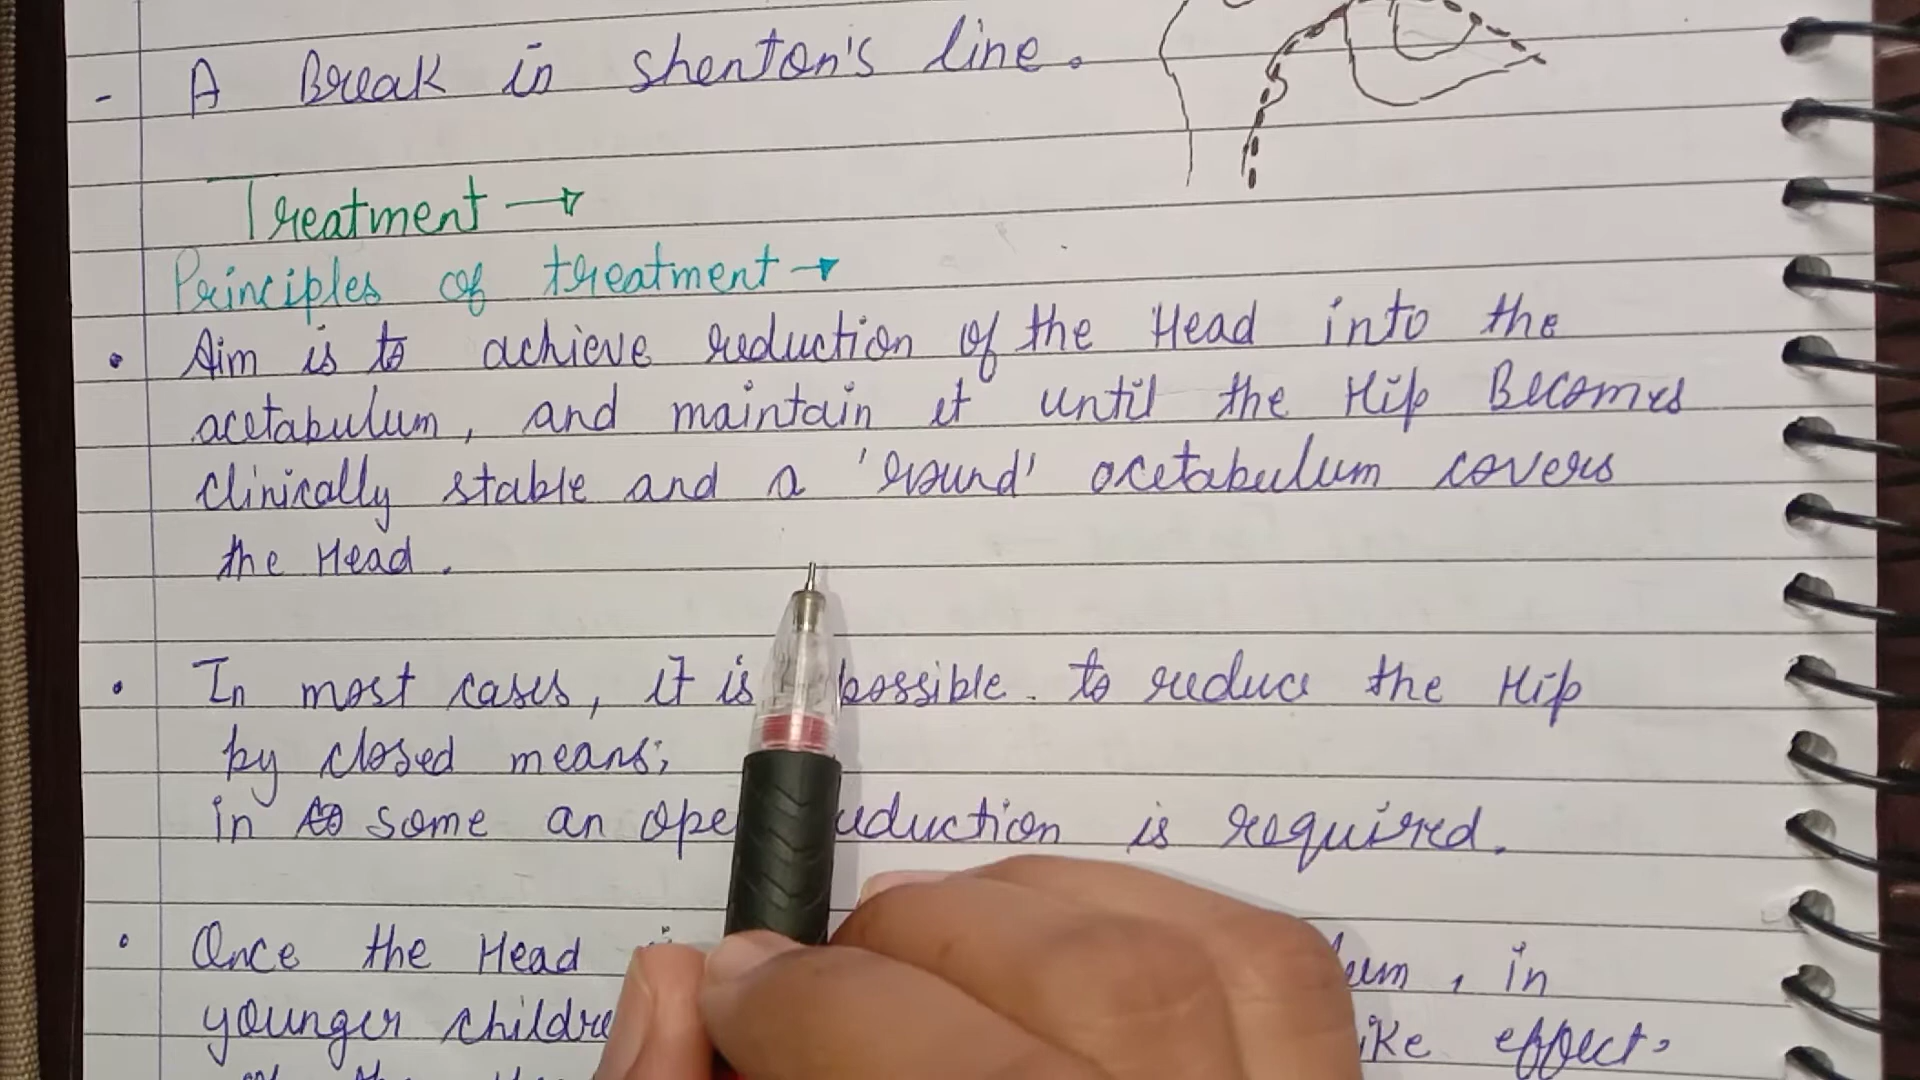 - A Break in shenton's line.
Treatment →
Principles of treatment →
• Aim is to achieve reduction of the Head into the
acetabulum, and maintain it until the Hip Becomes
clinically stable and a 'round' acetabulum covers
the Head.
• In most cases, it is possible to reduce the Hip
by closed means;
in some an reduction is required.
• Once the Head , in
younger effect.